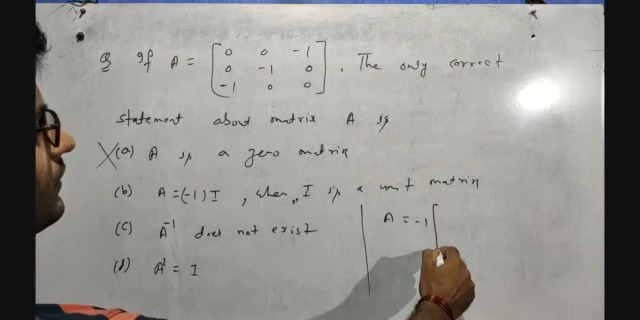 Q If A = [ 0 0 -1
0 -1 0
-1 0 0 ] . The only correct
statement about matrix A is
(a) A is a zero matrix
(b) A = (-1) I , when I is a unit matrix
(c) A⁻¹ does not exist
A = -1 [
(d) A² = I